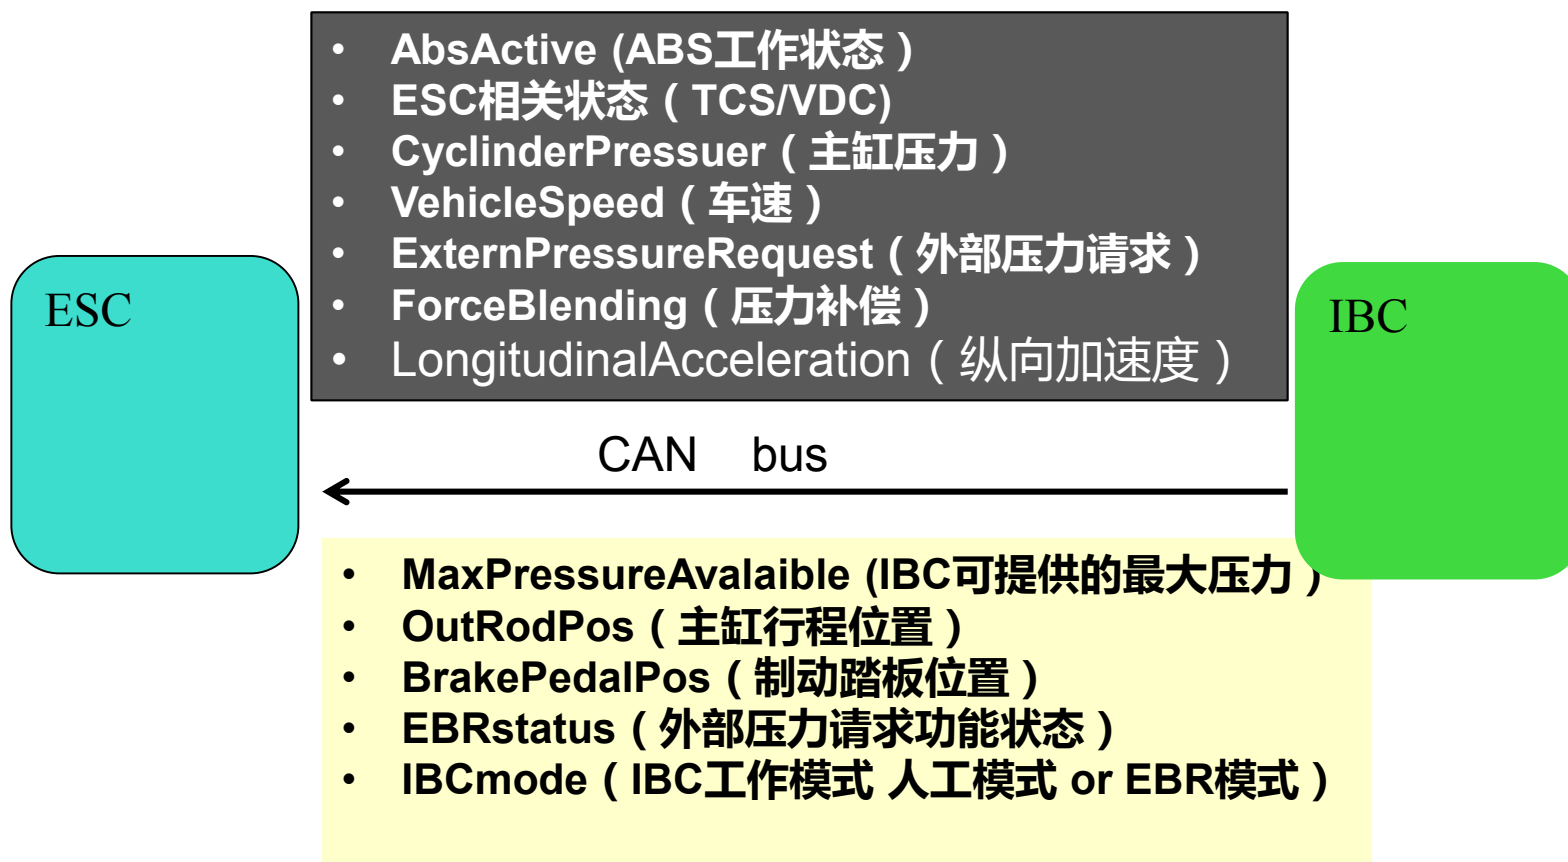 • AbsActive (ABS工作状态）
• ESC相关状态（TCS/VDC)
• CyclinderPressuer（主缸压力）
• VehicleSpeed（车速）
• ExternPressureRequest（外部压力请求）
• ForceBlending（压力补偿）
• LongitudinalAcceleration（纵向加速度）
ESC
IBC
CAN bus
• MaxPressureAvalaible (IBC可提供的最大压力）
• OutRodPos（主缸行程位置）
• BrakePedalPos（制动踏板位置）
• EBRstatus（外部压力请求功能状态）
• IBCmode（IBC工作模式 人工模式 or EBR模式）